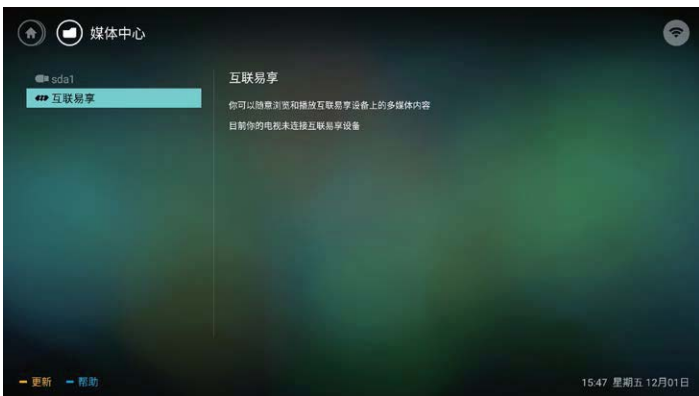 媒体中心
sda1
互联易享
互联易享
你可以随意浏览和播放互联易享设备上的多媒体内容
目前你的电视未连接互联易享设备
更新 帮助
15:47 星期五 12月01日